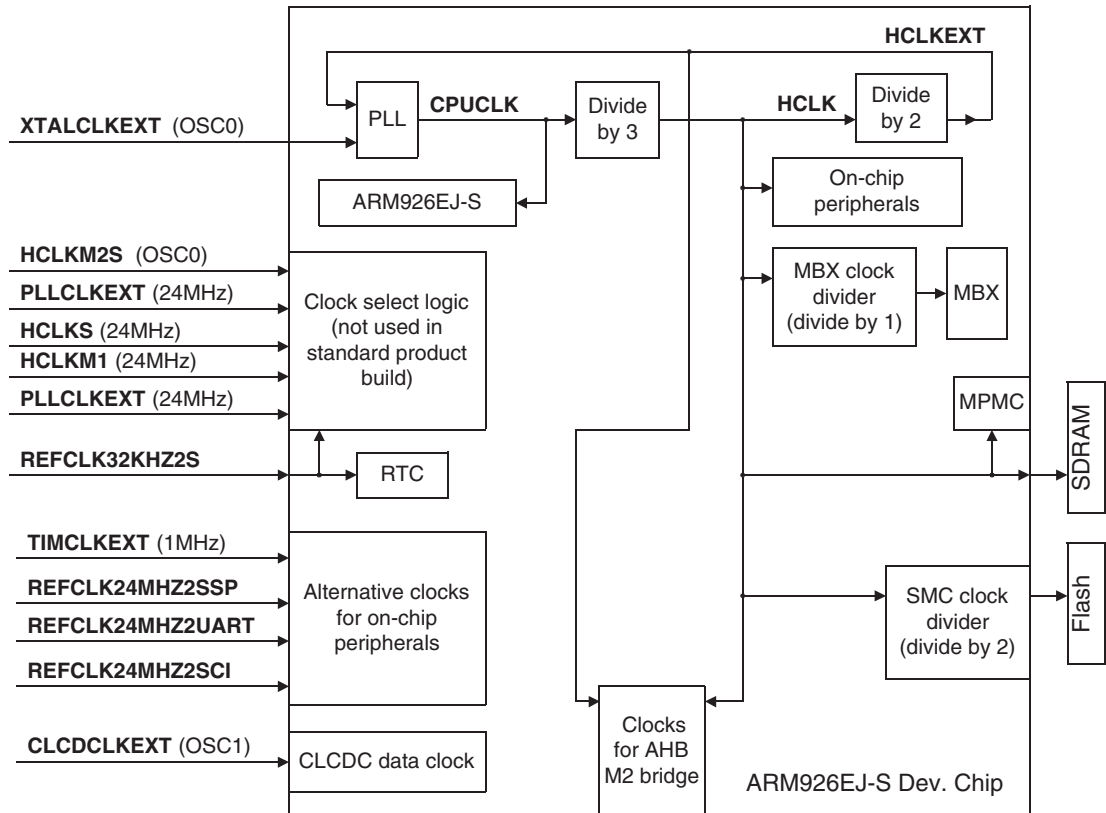 HCLKEXT
XTALCLKEXT (OSC0)
PLL
CPUCLK
Divide
by 3
HCLK
Divide
by 2
ARM926EJ-S
On-chip
peripherals
HCLKM2S (OSC0)
PLLCLKEXT (24MHz)
HCLKS (24MHz)
HCLKM1 (24MHz)
PLLCLKEXT (24MHz)
Clock select logic
(not used in
standard product
build)
MBX clock
divider
(divide by 1)
MBX
MPMC
SDRAM
REFCLK32KHZ2S
RTC
TIMCLKEXT (1MHz)
REFCLK24MHZ2SSP
REFCLK24MHZ2UART
REFCLK24MHZ2SCI
Alternative clocks
for on-chip
peripherals
SMC clock
divider
(divide by 2)
Flash
CLCDCLKEXT (OSC1)
CLCDC data clock
Clocks
for AHB
M2 bridge
ARM926EJ-S Dev. Chip